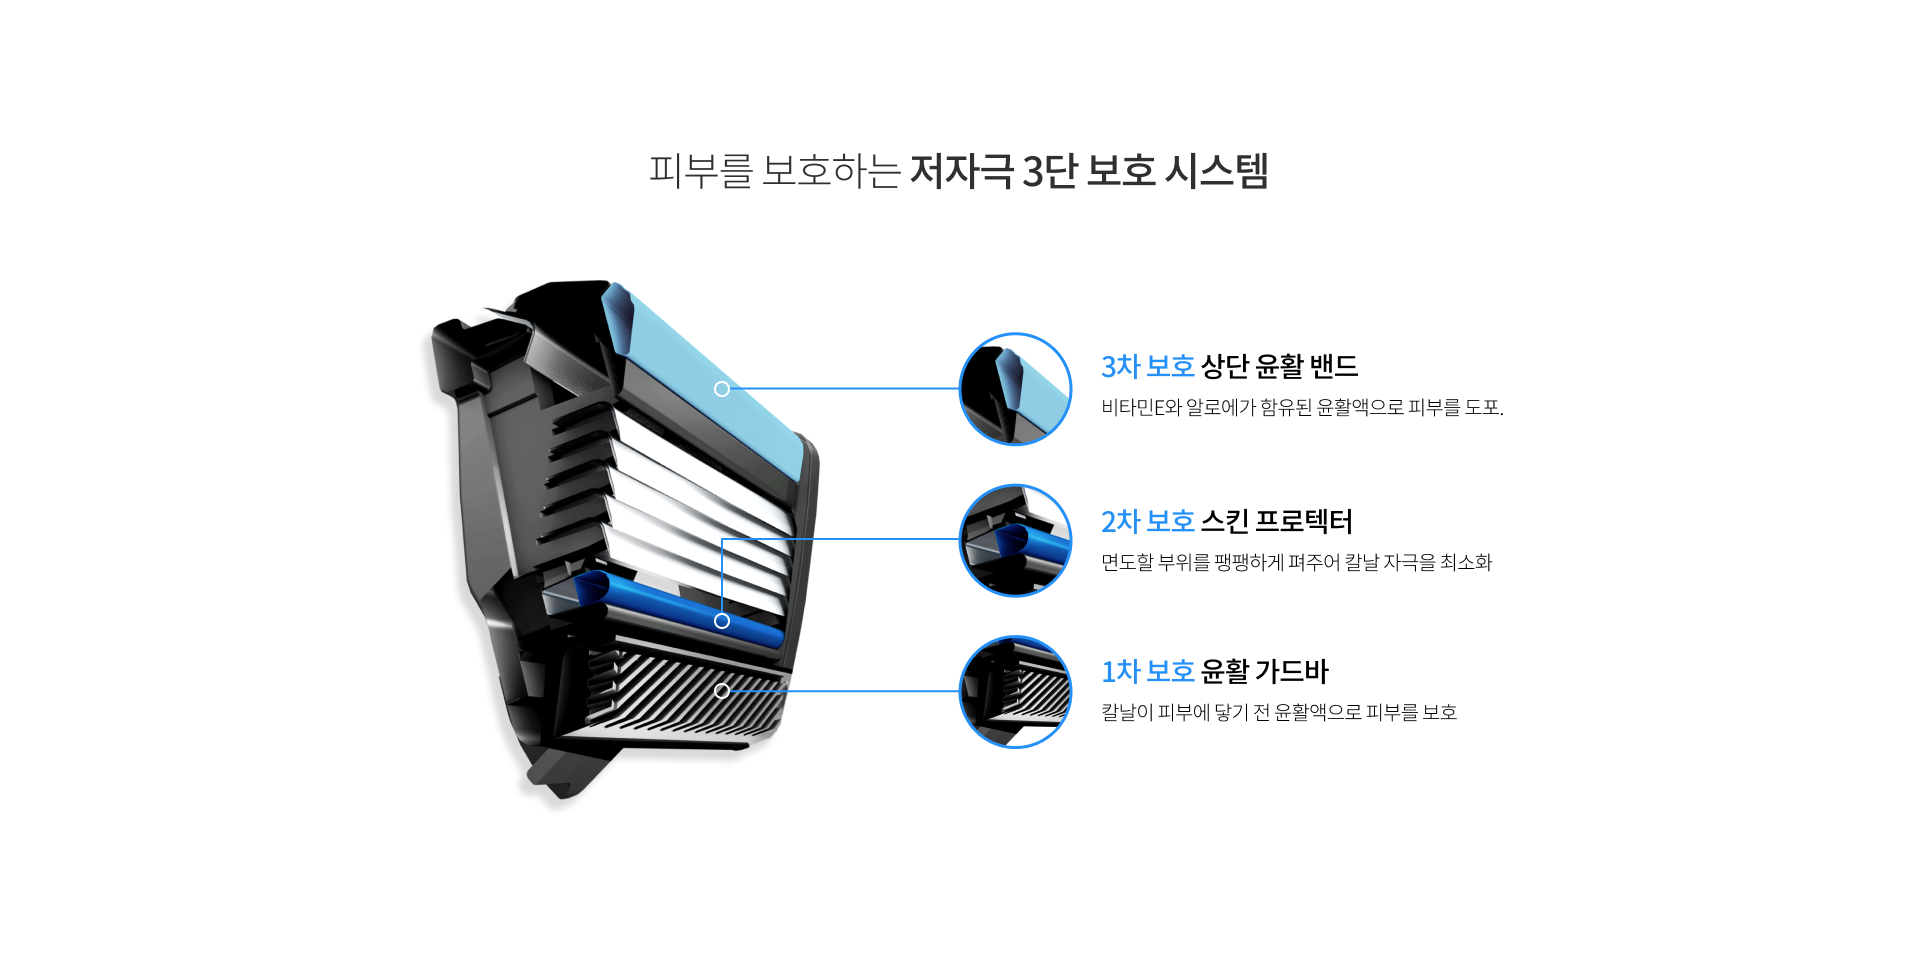 피부를 보호하는 저자극 3단 보호 시스템
3차 보호 상단 윤활 밴드
비타민E와 알로에가 함유된 윤활액으로 피부를 도포.
2차 보호 스킨 프로텍터
면도할 부위를 팽팽하게 펴주어 칼날 자극을 최소화
1차 보호 윤활 가드바
칼날이 피부에 닿기 전 윤활액으로 피부를 보호